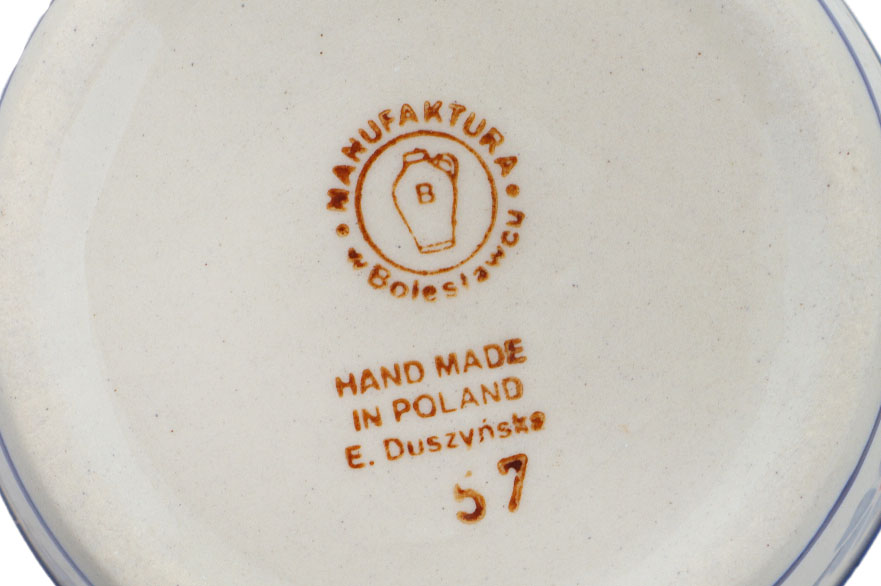 MANUFAKTURA
w Bolesławcu
B
HAND MADE
IN POLAND
E. Duszyńska
57